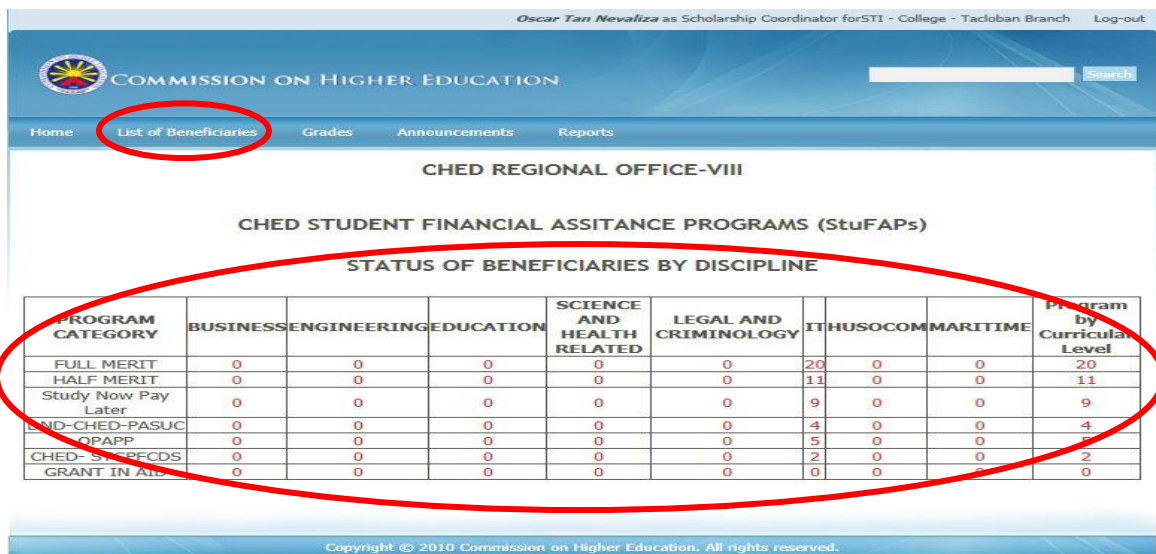 Oscar Tan Nevaliza as Scholarship Coordinator forSTI - College - Tacloban Branch Log-out
COMMISSION ON HIGHER EDUCATION
Search
Home List of Beneficiaries Grades Announcements Reports
CHED REGIONAL OFFICE-VIII
CHED STUDENT FINANCIAL ASSITANCE PROGRAMS (StuFAPs)
STATUS OF BENEFICIARIES BY DISCIPLINE
PROGRAM CATEGORY BUSINESS ENGINEERING EDUCATION SCIENCE AND HEALTH RELATED LEGAL AND CRIMINOLOGY IT HUSOCOM MARITIME Program by Curricular Level
FULL MERIT 0 0 0 0 0 20 0 0 20
HALF MERIT 0 0 0 0 0 11 0 0 11
Study Now Pay Later 0 0 0 0 0 9 0 0 9
DND-CHED-PASUC 0 0 0 0 0 4 0 0 4
OPAPP 0 0 0 0 0 5 0 0 5
CHED- 0 0 0 0 0 2 0 0 2
GRANT IN AID 0 0 0 0 0 0 0 0 0
Copyright © 2010 Commission on Higher Education. All rights reserved.